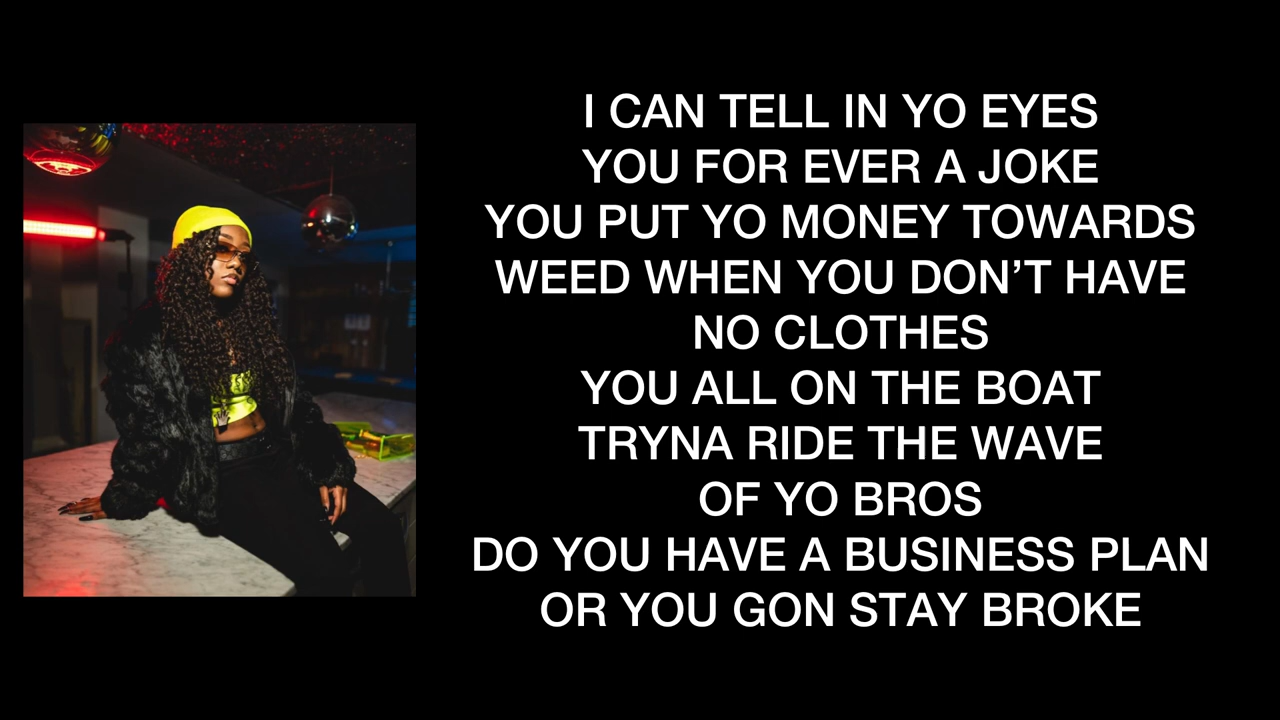 I CAN TELL IN YO EYES
YOU FOR EVER A JOKE
YOU PUT YO MONEY TOWARDS
WEED WHEN YOU DON’T HAVE
NO CLOTHES
YOU ALL ON THE BOAT
TRYNA RIDE THE WAVE
OF YO BROS
DO YOU HAVE A BUSINESS PLAN
OR YOU GON STAY BROKE